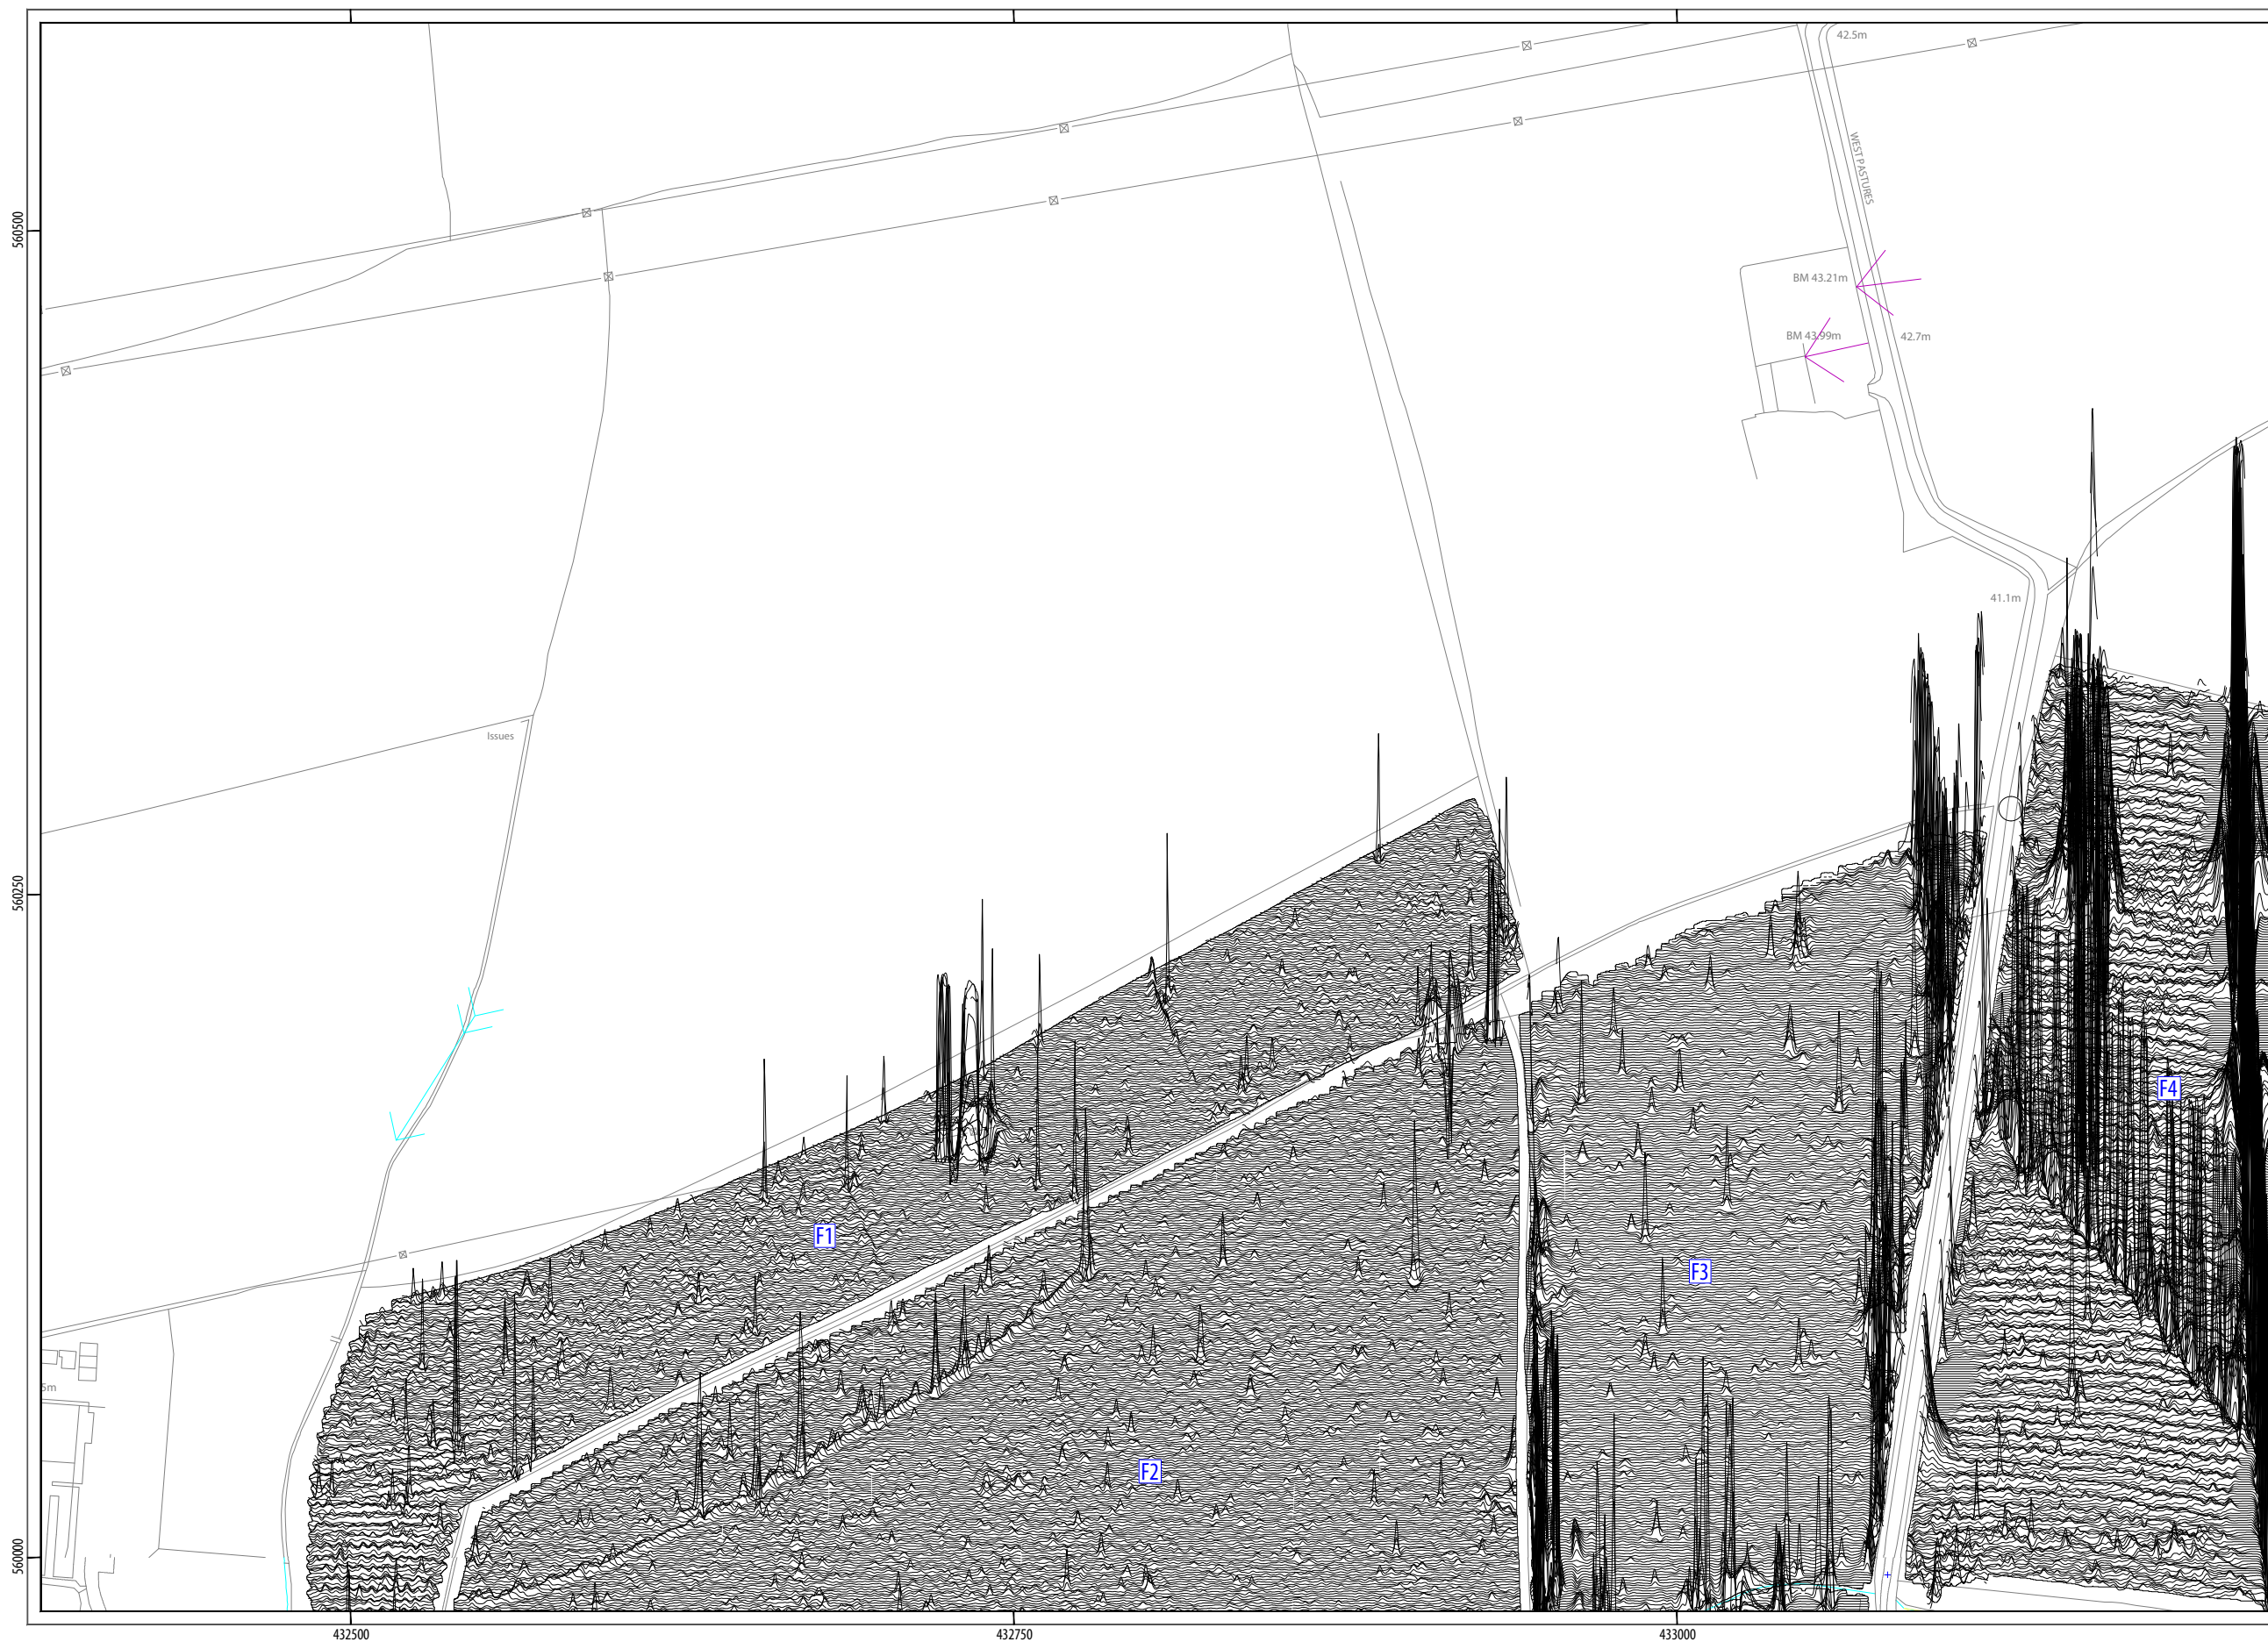 42.5m
WEST PASTURES
560500
BM 43.21m
BM 43.99m
42.7m
41.1m
Issues
560250
F4
F1
F3
5m
F2
560000
432500
432750
433000